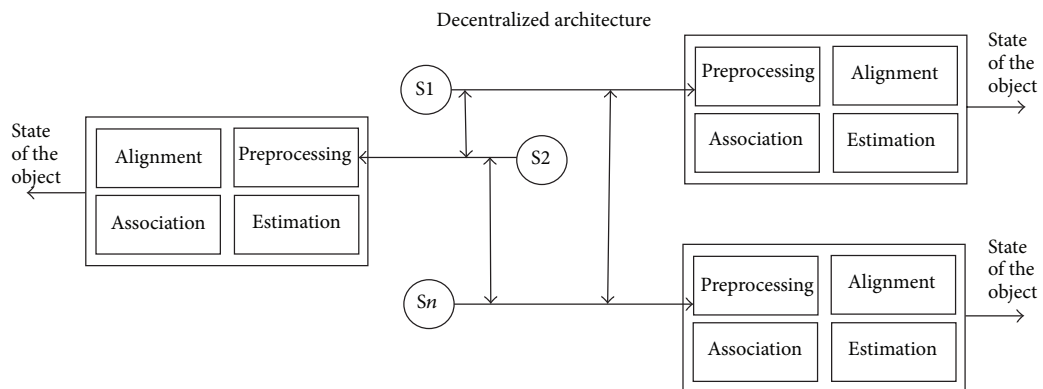 Decentralized architecture
S1
Preprocessing
Alignment
Association
Estimation
State
of the
object
State
of the
object
Alignment
Preprocessing
Association
Estimation
S2
Sn
Preprocessing
Alignment
Association
Estimation
State
of the
object